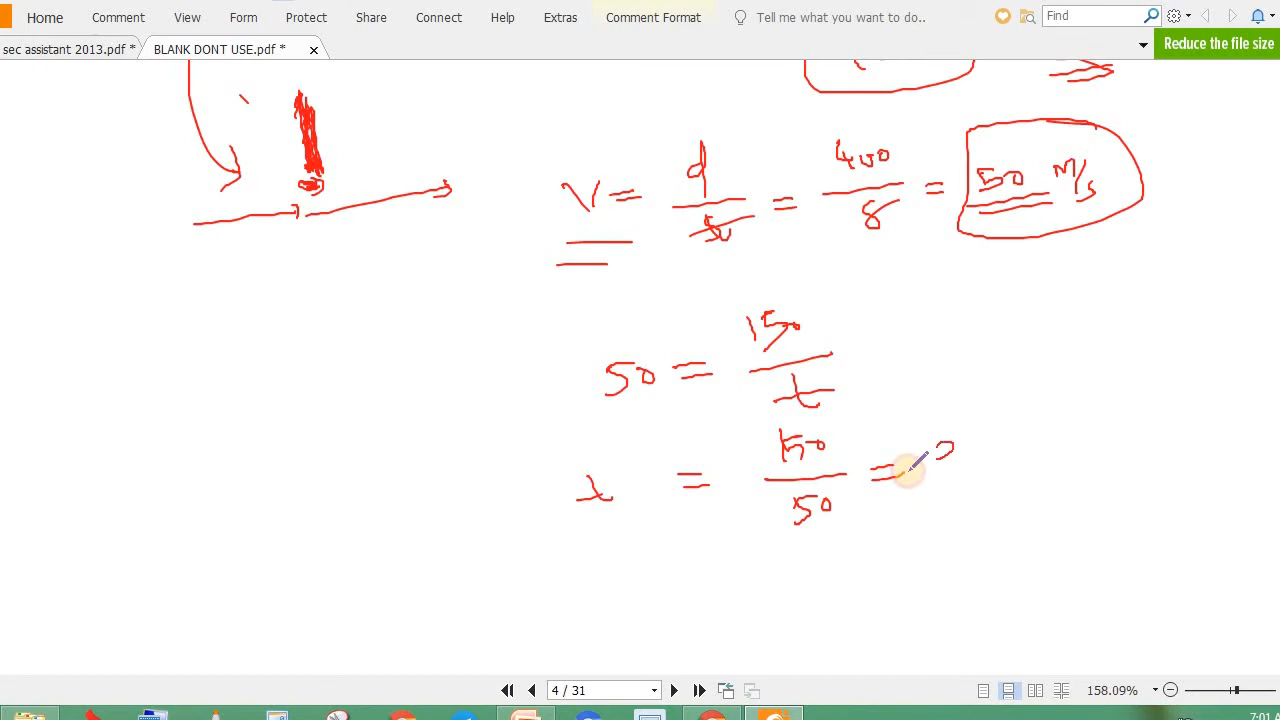 Home Comment View Form Protect Share Connect Help Extras Comment Format Tell me what you want to do.. Find
sec assistant 2013.pdf * BLANK DONT USE.pdf * Reduce the file size
V = d/t = 400/8 = 50 M/s
50 = 150/t
t = 150/50 =
4 / 31 158.09%
7:01 A